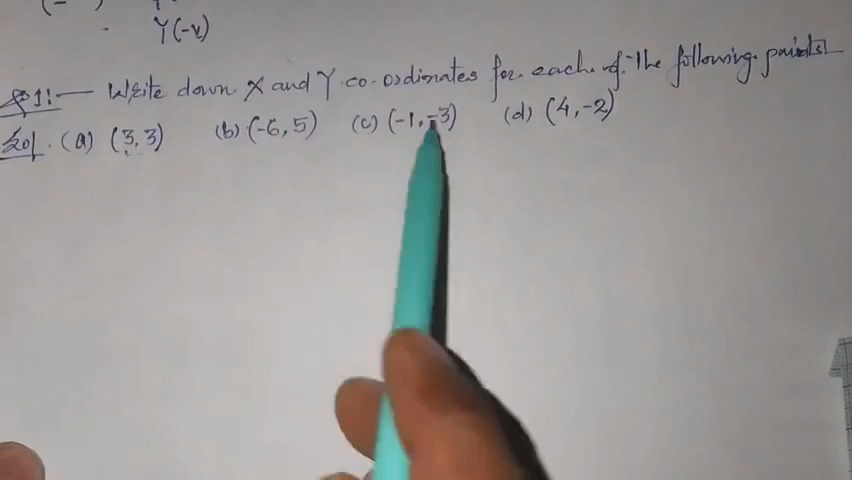 Y(-v)
Q1:— Write down X and Y co-ordinates for each of the following points
Sol. (a) (3,3) (b) (-6,5) (c) (-1,-3) (d) (4,-2)